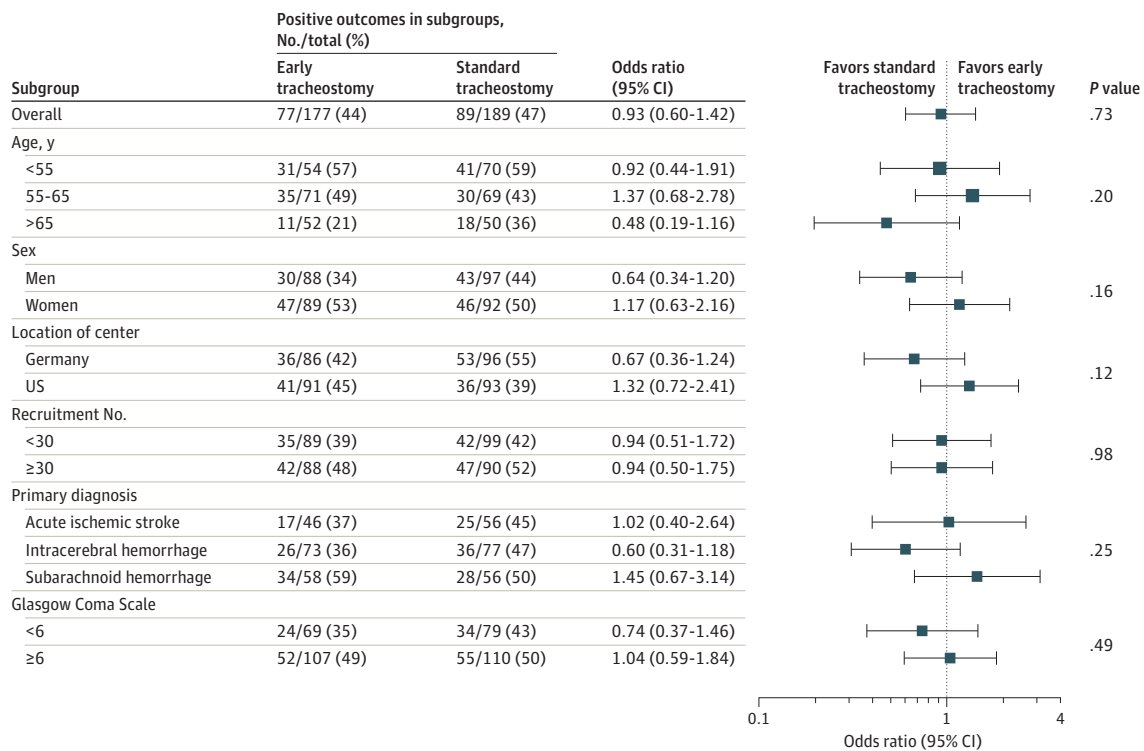 Positive outcomes in subgroups,
No./total (%)
Subgroup Early tracheostomy Standard tracheostomy Odds ratio (95% CI) Favors standard tracheostomy Favors early tracheostomy P value
Overall 77/177 (44) 89/189 (47) 0.93 (0.60-1.42) .73
Age, y
<55 31/54 (57) 41/70 (59) 0.92 (0.44-1.91)
55-65 35/71 (49) 30/69 (43) 1.37 (0.68-2.78) .20
>65 11/52 (21) 18/50 (36) 0.48 (0.19-1.16)
Sex
Men 30/88 (34) 43/97 (44) 0.64 (0.34-1.20)
.16
Women 47/89 (53) 46/92 (50) 1.17 (0.63-2.16)
Location of center
Germany 36/86 (42) 53/96 (55) 0.67 (0.36-1.24)
.12
US 41/91 (45) 36/93 (39) 1.32 (0.72-2.41)
Recruitment No.
<30 35/89 (39) 42/99 (42) 0.94 (0.51-1.72)
.98
≥30 42/88 (48) 47/90 (52) 0.94 (0.50-1.75)
Primary diagnosis
Acute ischemic stroke 17/46 (37) 25/56 (45) 1.02 (0.40-2.64)
Intracerebral hemorrhage 26/73 (36) 36/77 (47) 0.60 (0.31-1.18) .25
Subarachnoid hemorrhage 34/58 (59) 28/56 (50) 1.45 (0.67-3.14)
Glasgow Coma Scale
<6 24/69 (35) 34/79 (43) 0.74 (0.37-1.46)
.49
≥6 52/107 (49) 55/110 (50) 1.04 (0.59-1.84)
0.1 1 4
Odds ratio (95% CI)